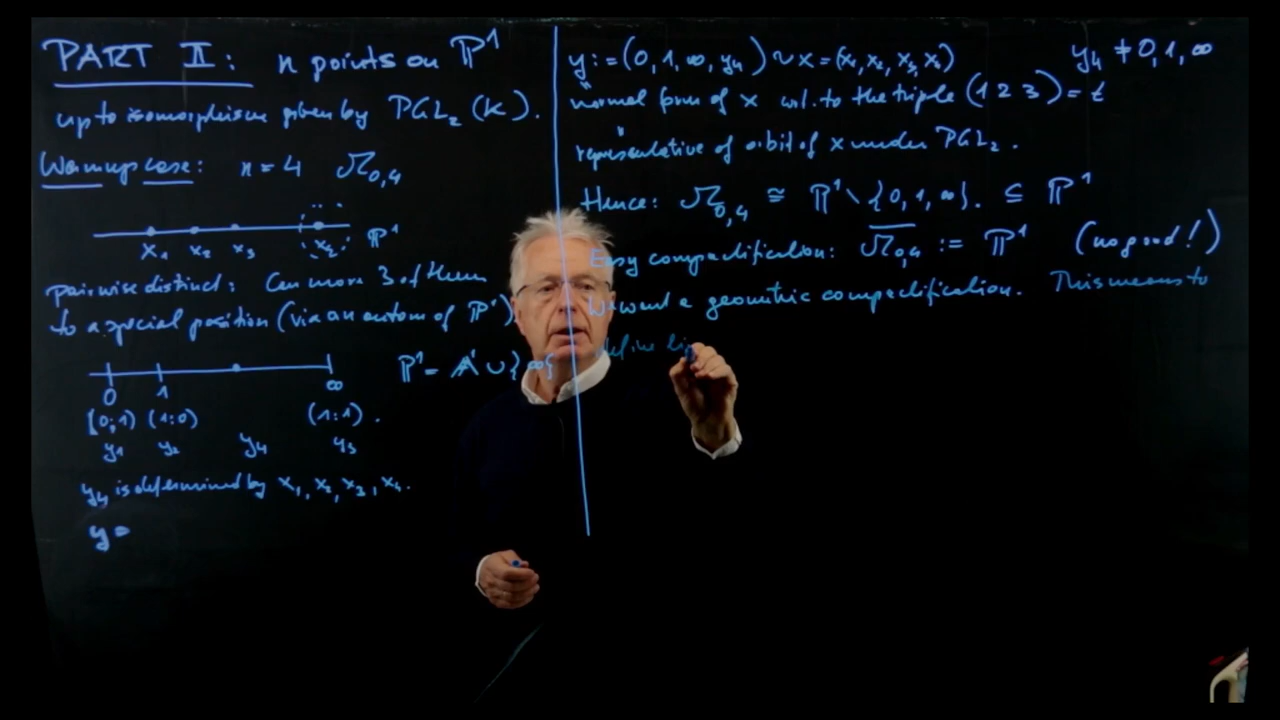 PART II: n points on ℙ¹
up to isomorphism given by PGL₂(K).
Warmup case: n = 4 𝓜₀,₄
x₁ x₂ x₃ x₄ ℙ¹
pairwise distinct: Can move 3 of them
to a special position (via an autom of ℙ¹).
0 1 ∞ ℙ¹ = 𝔸¹ ∪ {∞}
(0:1) (1:0) (1:1).
y₁ y₂ y₄ y₃
y₄ is determined by x₁, x₂, x₃, x₄.
y =
y := (0, 1, ∞, y₄) ~ x = (x₁, x₂, x₃, x₄) y₄ ≠ 0, 1, ∞
normal form of x w.r. to the triple (1 2 3) = t
representative of orbit of x under PGL₂.
Hence: 𝓜₀,₄ ≅ ℙ¹ \ {0, 1, ∞}. ⊆ ℙ¹
Easy compactification: 𝓜̅₀,₄ := ℙ¹ (no good!)
We want a geometric compactification. This means to
define li